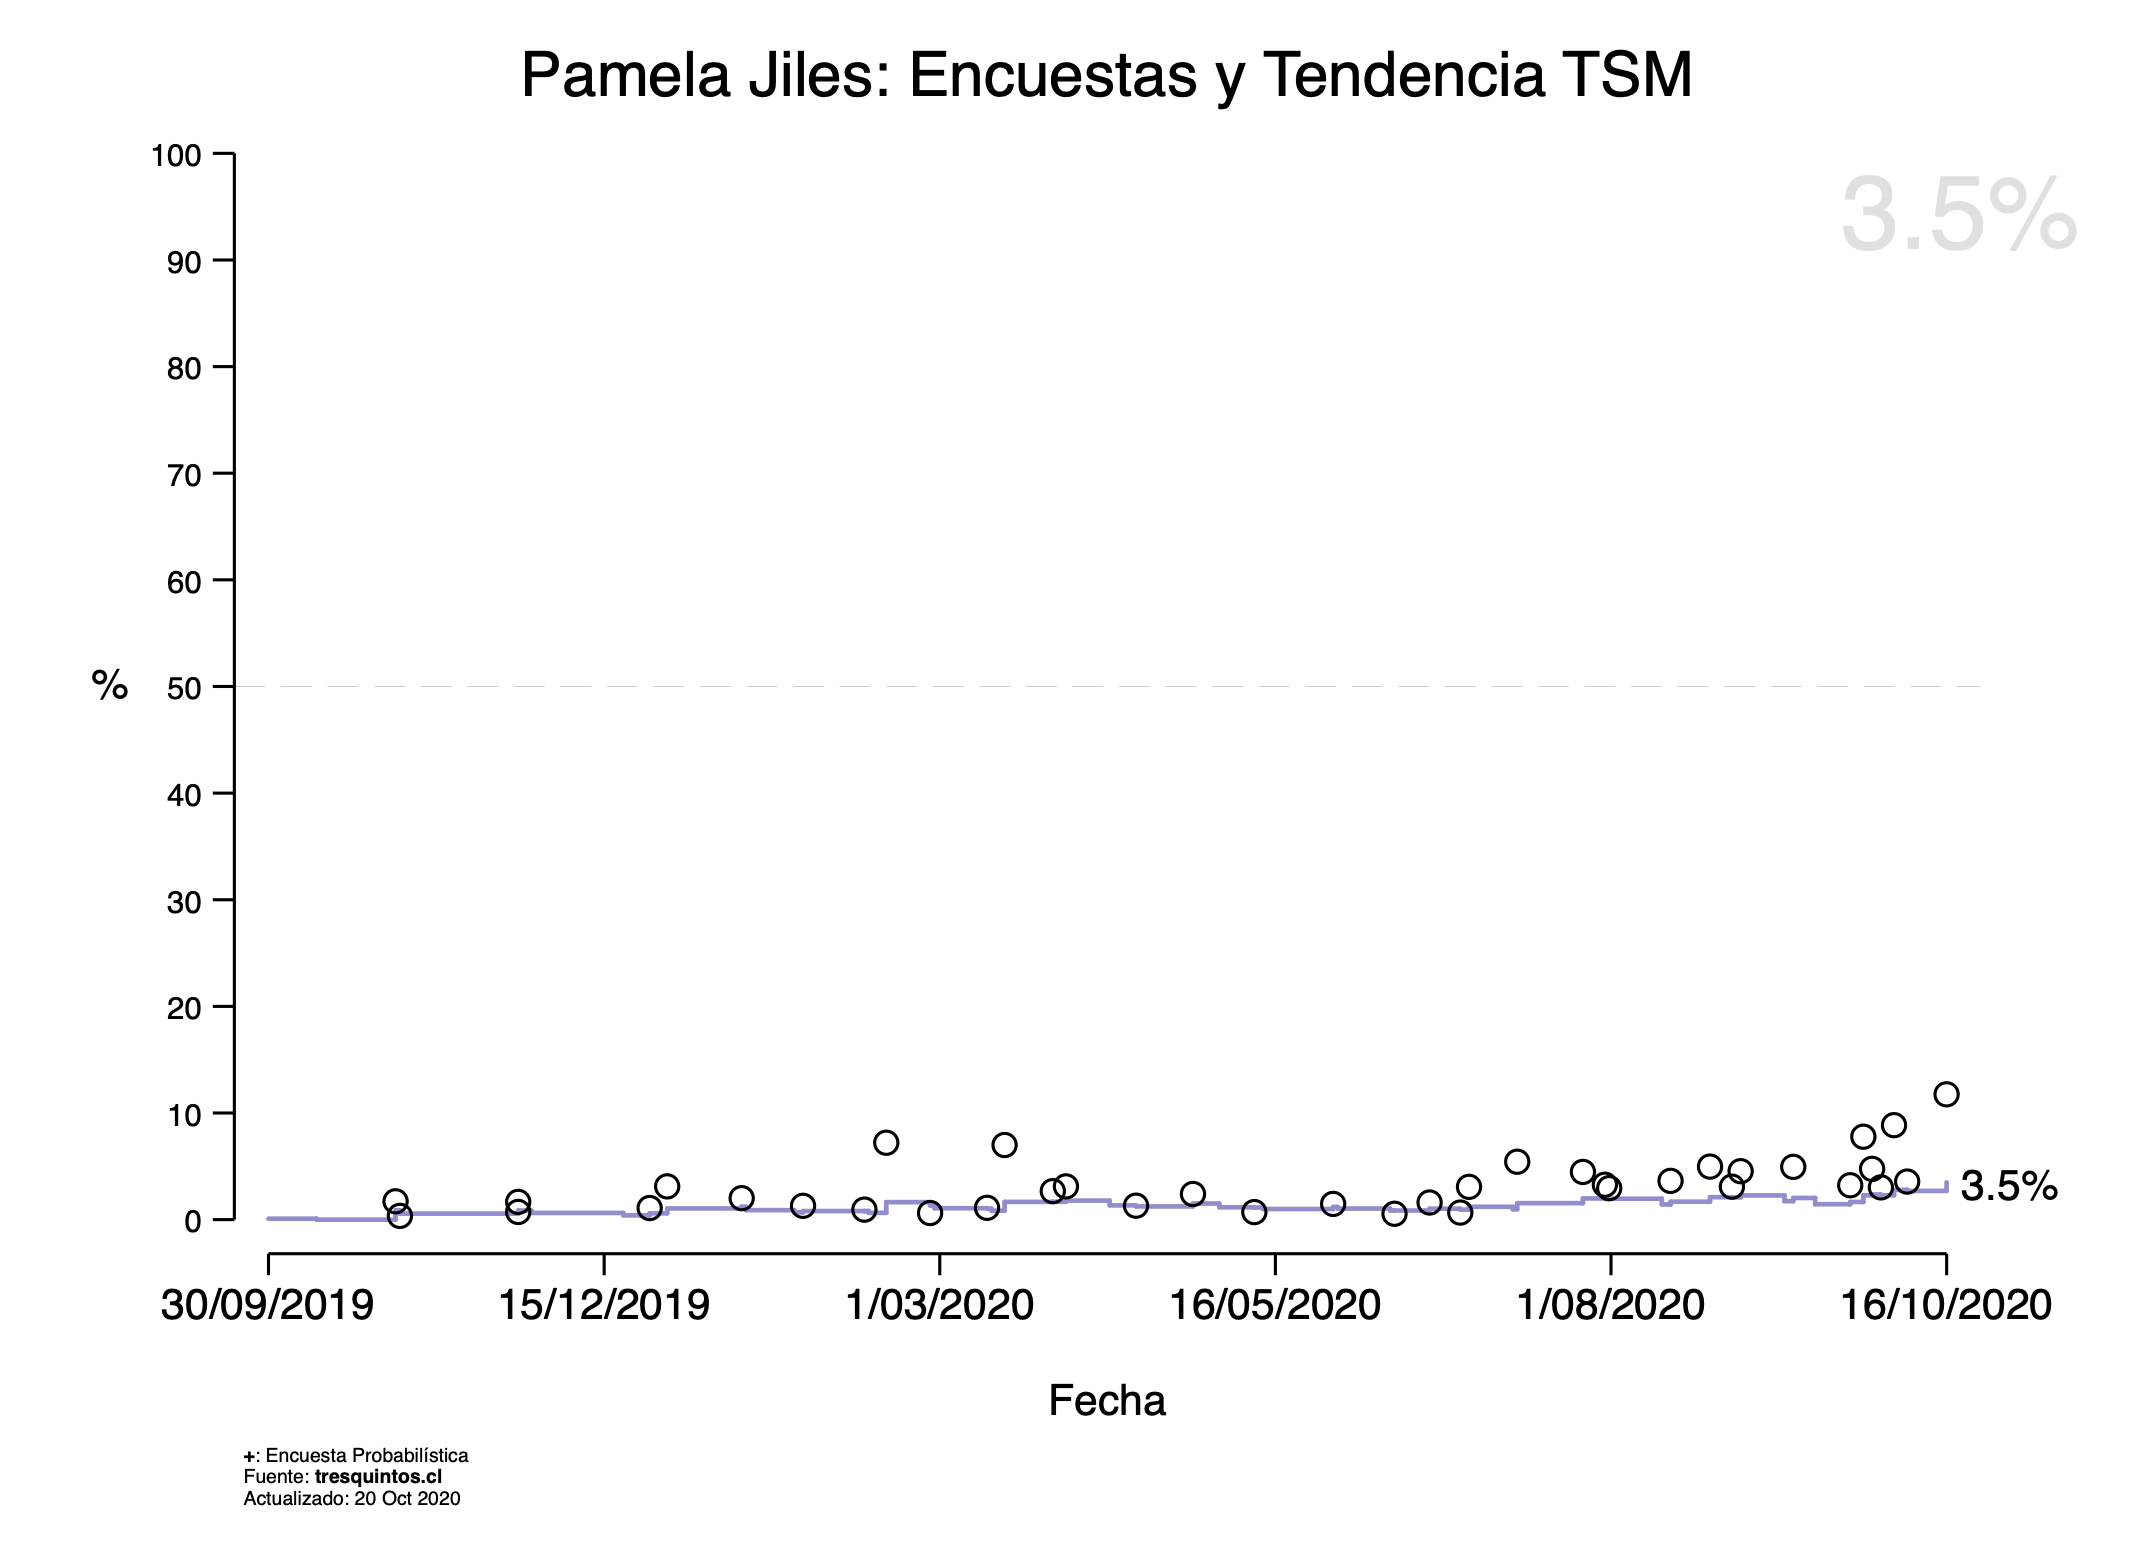 Pamela Jiles: Encuestas y Tendencia TSM
3.5%
100
90
80
70
60
50
40
30
20
10
0
%
3.5%
30/09/2019 15/12/2019 1/03/2020 16/05/2020 1/08/2020 16/10/2020
Fecha
+: Encuesta Probabilística
Fuente: tresquintos.cl
Actualizado: 20 Oct 2020